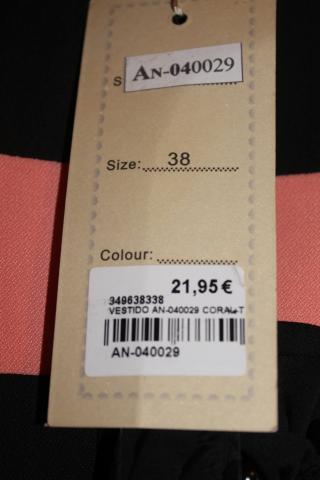 S
AN-040029
Size: 38
Colour:
21,95 €
349638338
VESTIDO AN-040029 CORAL-T
AN-040029